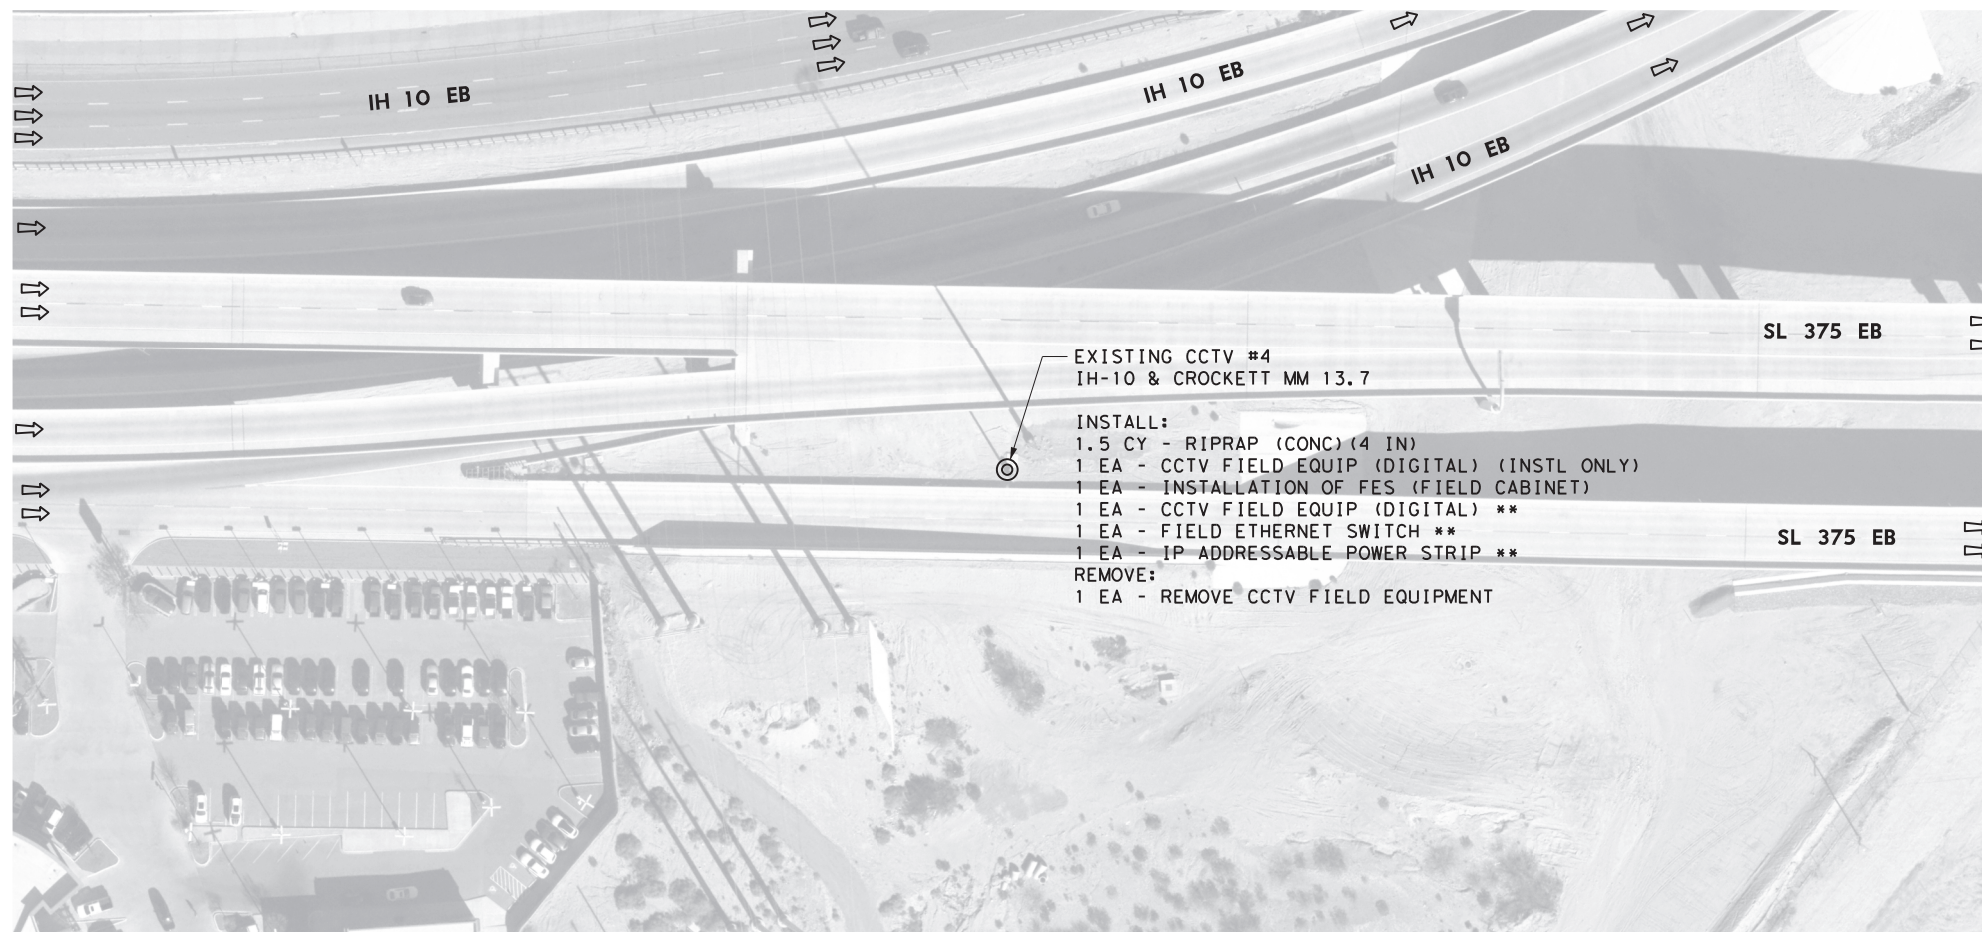 IH 10 EB
IH 10 EB
IH 10 EB
SL 375 EB
EXISTING CCTV #4
IH-10 & CROCKETT MM 13.7
INSTALL:
1.5 CY - RIPRAP (CONC)(4 IN)
1 EA - CCTV FIELD EQUIP (DIGITAL) (INSTL ONLY)
1 EA - INSTALLATION OF FES (FIELD CABINET)
1 EA - CCTV FIELD EQUIP (DIGITAL) **
1 EA - FIELD ETHERNET SWITCH **
1 EA - IP ADDRESSABLE POWER STRIP **
REMOVE:
1 EA - REMOVE CCTV FIELD EQUIPMENT
SL 375 EB